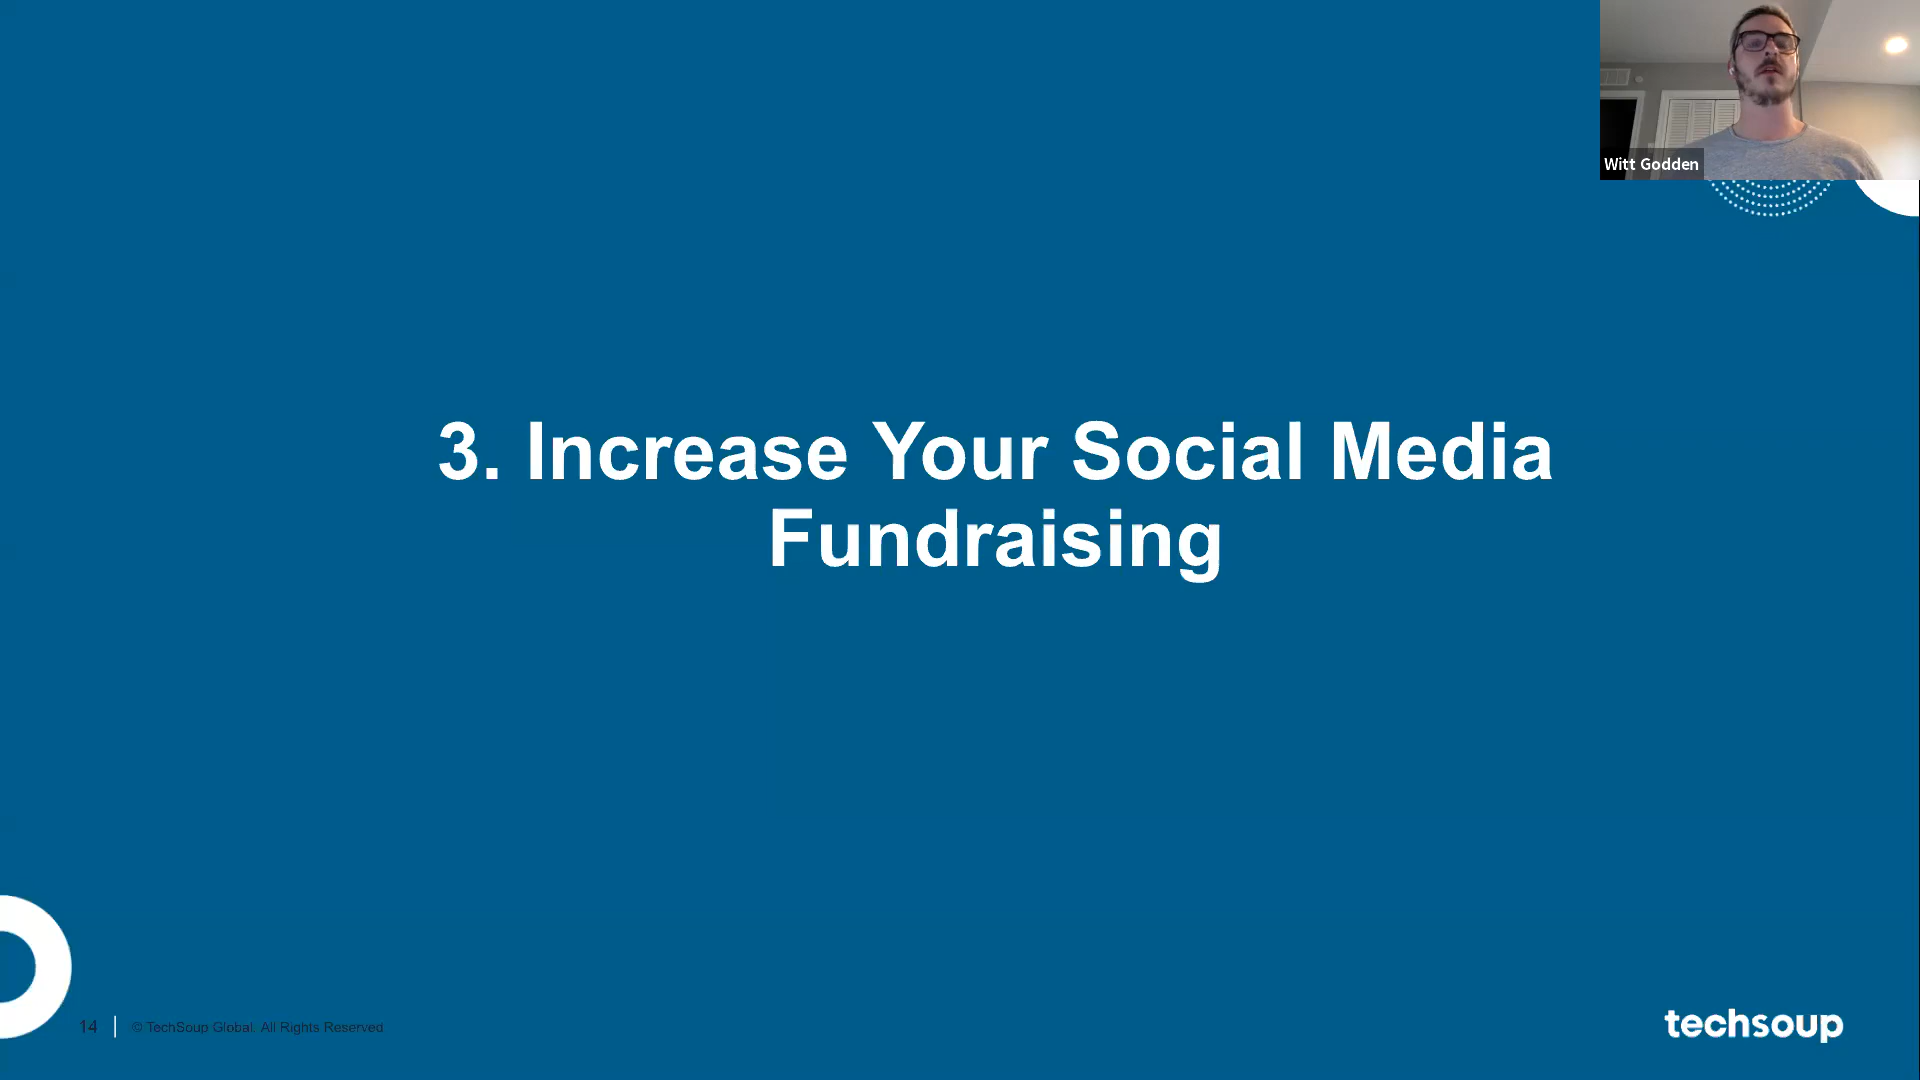 Witt Godden
3. Increase Your Social Media
Fundraising
14
© TechSoup Global. All Rights Reserved
techsoup